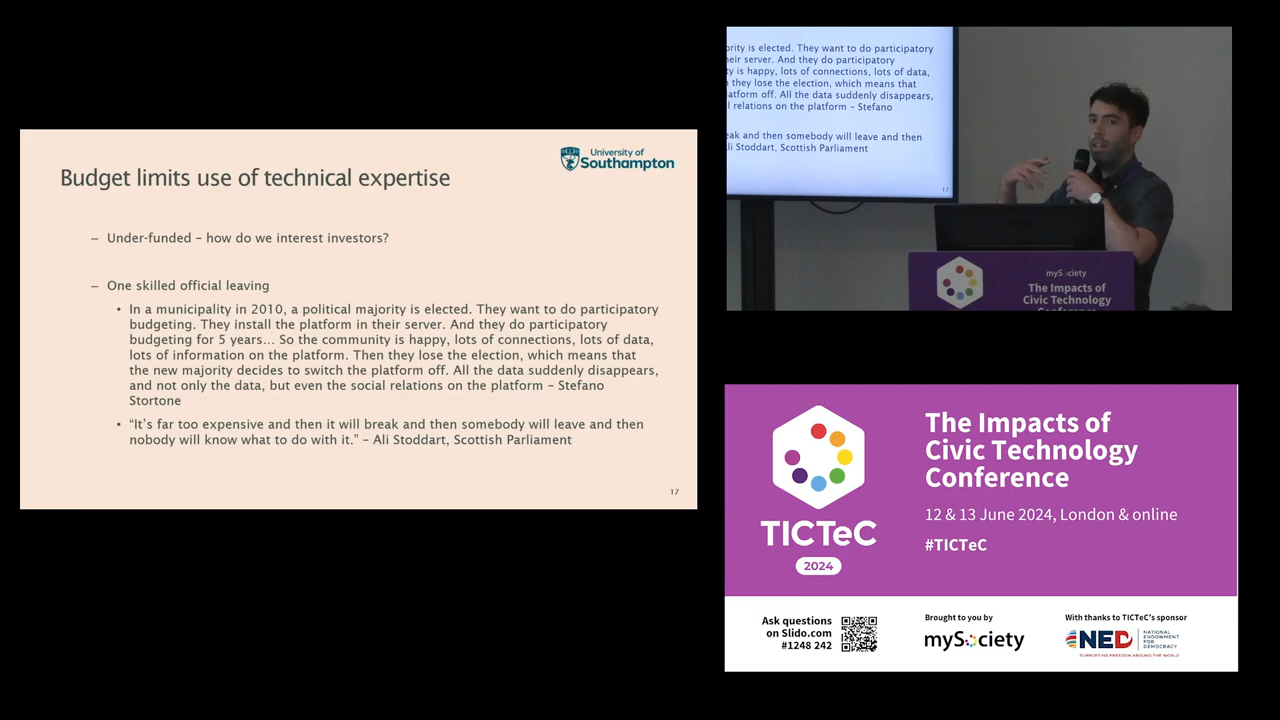 University of
Southampton
Budget limits use of technical expertise
– Under-funded – how do we interest investors?
– One skilled official leaving
• In a municipality in 2010, a political majority is elected. They want to do participatory
budgeting. They install the platform in their server. And they do participatory
budgeting for 5 years... So the community is happy, lots of connections, lots of data,
lots of information on the platform. Then they lose the election, which means that
the new majority decides to switch the platform off. All the data suddenly disappears,
and not only the data, but even the social relations on the platform – Stefano
Stortone
• “It’s far too expensive and then it will break and then somebody will leave and then
nobody will know what to do with it.” – Ali Stoddart, Scottish Parliament
17
ority is elected. They want to do participatory
heir server. And they do participatory
ty is happy, lots of connections, lots of data,
they lose the election, which means that
atform off. All the data suddenly disappears,
l relations on the platform – Stefano
eak and then somebody will leave and then
Ali Stoddart, Scottish Parliament
17
mySociety
The Impacts of
Civic Technology
Conference
TICTeC
2024
The Impacts of
Civic Technology
Conference
12 & 13 June 2024, London & online
#TICTeC
Ask questions
on Slido.com
#1248 242
Brought to you by
mySociety
With thanks to TICTeC's sponsor
NED
NATIONAL
ENDOWMENT
FOR
DEMOCRACY
SUPPORTING FREEDOM AROUND THE WORLD